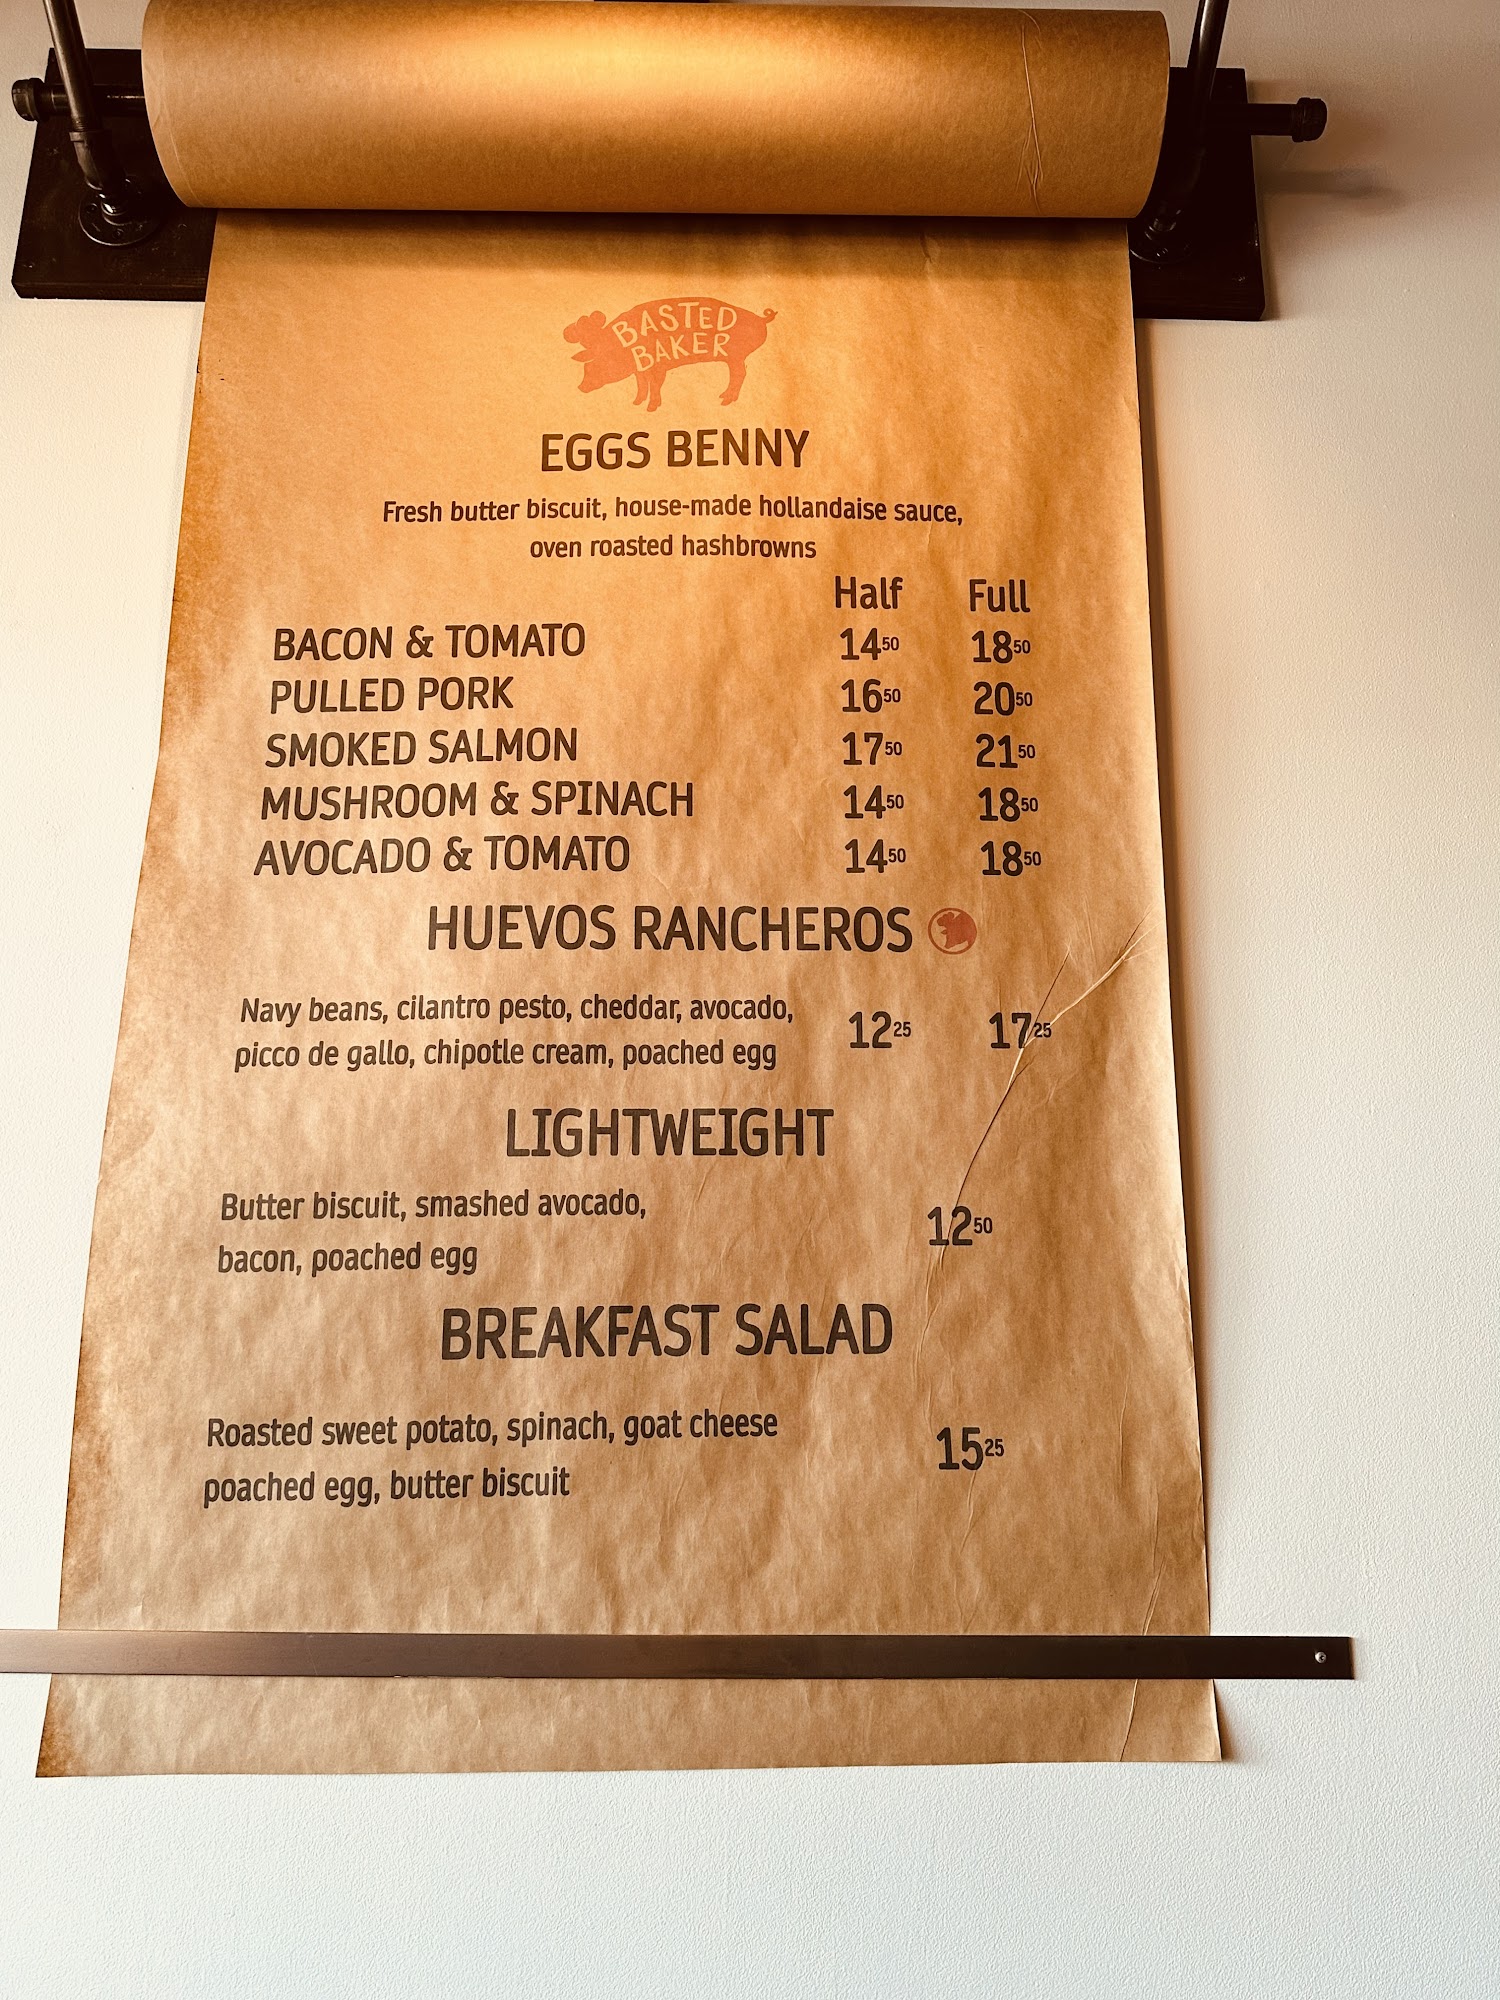 BASTED
BAKER
EGGS BENNY
Fresh butter biscuit, house-made hollandaise sauce,
oven roasted hashbrowns
Half Full
BACON & TOMATO 1450 1850
PULLED PORK 1650 2050
SMOKED SALMON 1750 2150
MUSHROOM & SPINACH 1450 1850
AVOCADO & TOMATO 1450 1850
HUEVOS RANCHEROS
Navy beans, cilantro pesto, cheddar, avocado,
picco de gallo, chipotle cream, poached egg 1225 1725
LIGHTWEIGHT
Butter biscuit, smashed avocado,
bacon, poached egg 1250
BREAKFAST SALAD
Roasted sweet potato, spinach, goat cheese
poached egg, butter biscuit 1525